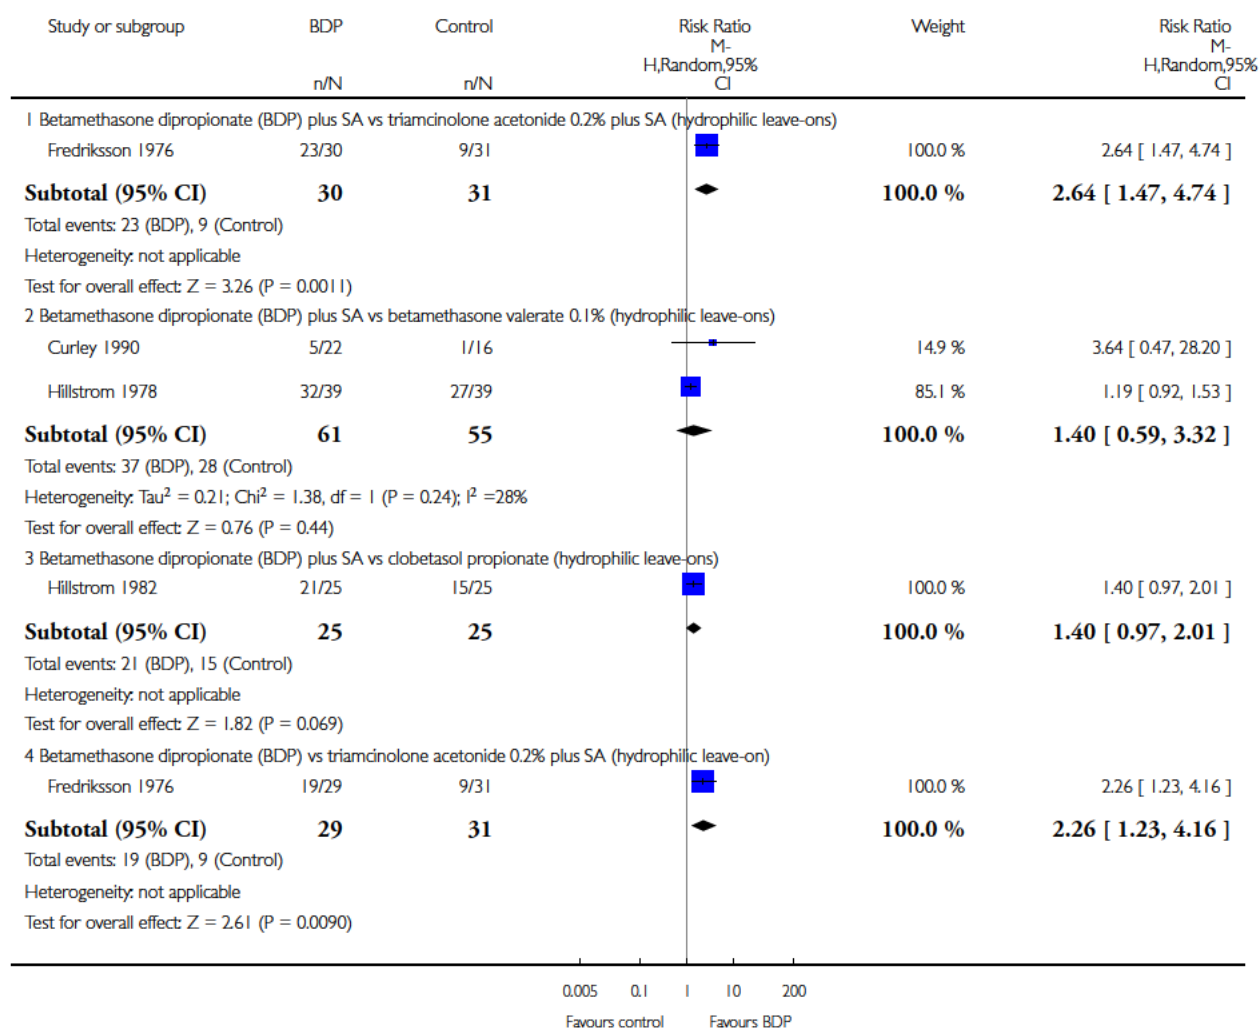 Study or subgroup BDP Control Risk Ratio Weight Risk Ratio
M- M-
H,Random,95% H,Random,95%
n/N n/N CI CI
1 Betamethasone dipropionate (BDP) plus SA vs triamcinolone acetonide 0.2% plus SA (hydrophilic leave-ons)
Fredriksson 1976 23/30 9/31 100.0 % 2.64 [ 1.47, 4.74 ]
Subtotal (95% CI) 30 31 100.0 % 2.64 [ 1.47, 4.74 ]
Total events: 23 (BDP), 9 (Control)
Heterogeneity: not applicable
Test for overall effect: Z = 3.26 (P = 0.0011)
2 Betamethasone dipropionate (BDP) plus SA vs betamethasone valerate 0.1% (hydrophilic leave-ons)
Curley 1990 5/22 1/16 14.9 % 3.64 [ 0.47, 28.20 ]
Hillstrom 1978 32/39 27/39 85.1 % 1.19 [ 0.92, 1.53 ]
Subtotal (95% CI) 61 55 100.0 % 1.40 [ 0.59, 3.32 ]
Total events: 37 (BDP), 28 (Control)
Heterogeneity: Tau² = 0.21; Chi² = 1.38, df = 1 (P = 0.24); I² =28%
Test for overall effect: Z = 0.76 (P = 0.44)
3 Betamethasone dipropionate (BDP) plus SA vs clobetasol propionate (hydrophilic leave-ons)
Hillstrom 1982 21/25 15/25 100.0 % 1.40 [ 0.97, 2.01 ]
Subtotal (95% CI) 25 25 100.0 % 1.40 [ 0.97, 2.01 ]
Total events: 21 (BDP), 15 (Control)
Heterogeneity: not applicable
Test for overall effect: Z = 1.82 (P = 0.069)
4 Betamethasone dipropionate (BDP) vs triamcinolone acetonide 0.2% plus SA (hydrophilic leave-on)
Fredriksson 1976 19/29 9/31 100.0 % 2.26 [ 1.23, 4.16 ]
Subtotal (95% CI) 29 31 100.0 % 2.26 [ 1.23, 4.16 ]
Total events: 19 (BDP), 9 (Control)
Heterogeneity: not applicable
Test for overall effect: Z = 2.61 (P = 0.0090)
0.005 0.1 1 10 200
Favours control Favours BDP